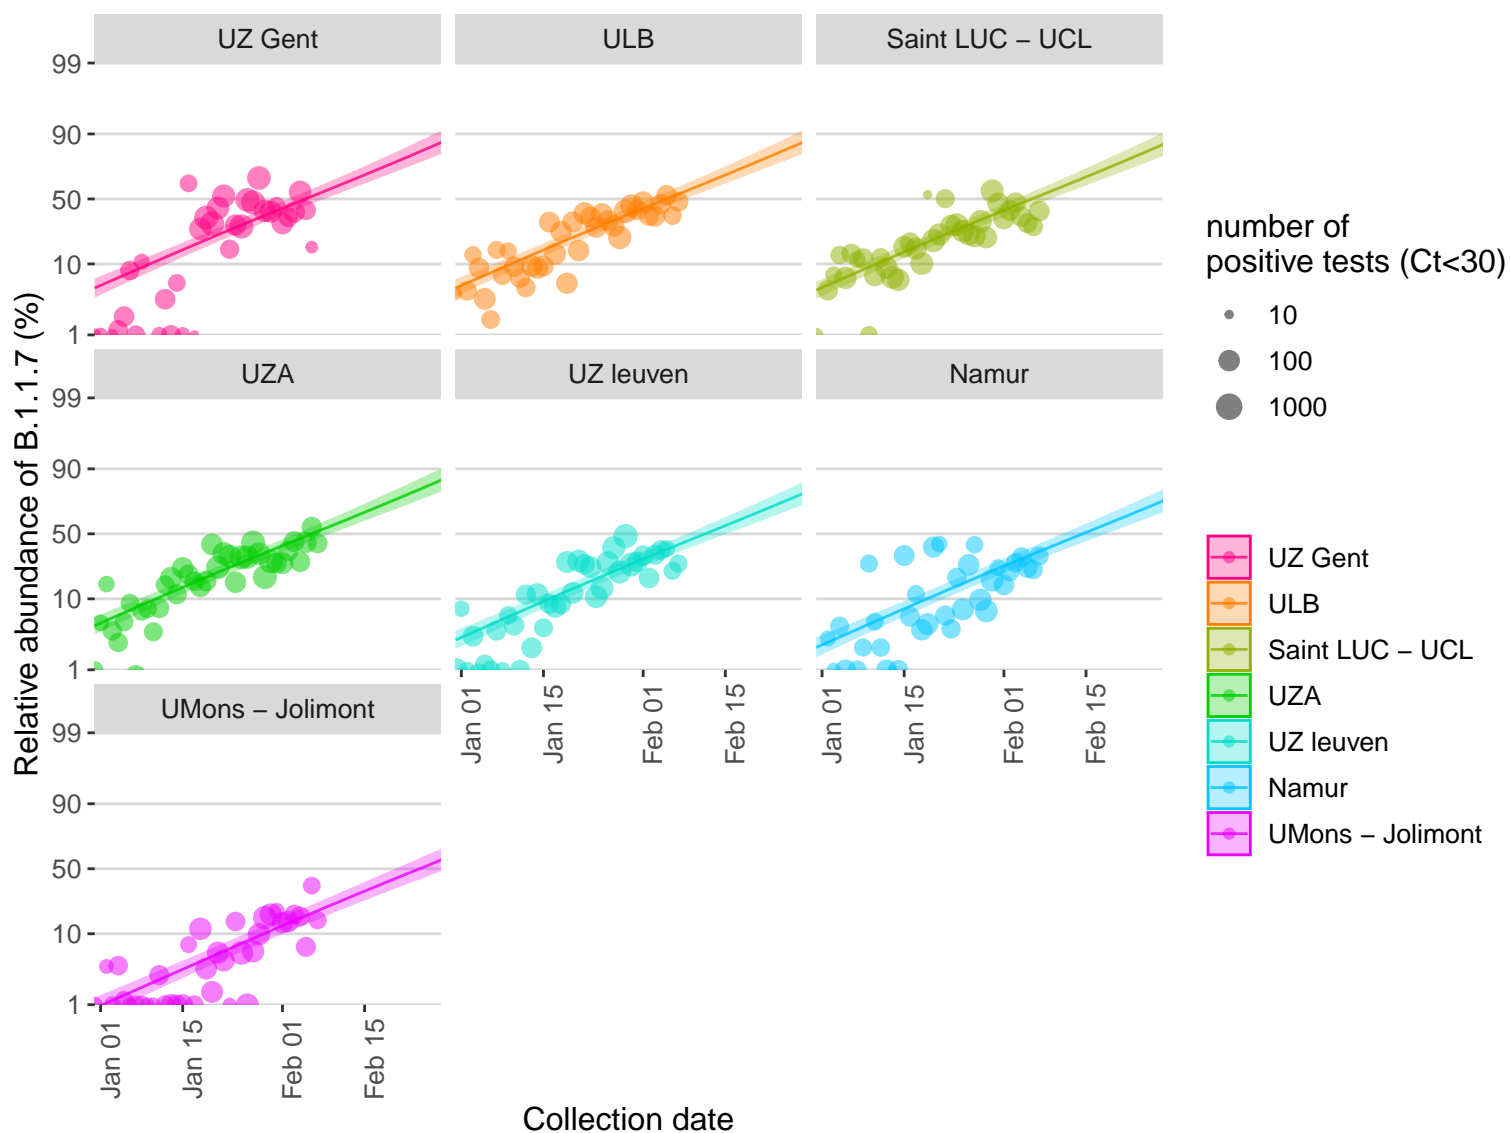 UZ Gent
ULB
Saint LUC − UCL
99
90
50
10
1
UZA
UZ leuven
Namur
99
90
50
10
1
Jan 01
Jan 15
Feb 01
Feb 15
Jan 01
Jan 15
Feb 01
Feb 15
UMons − Jolimont
99
90
50
10
1
Jan 01
Jan 15
Feb 01
Feb 15
Relative abundance of B.1.1.7 (%)
Collection date
number of
positive tests (Ct<30)
10
100
1000
UZ Gent
ULB
Saint LUC − UCL
UZA
UZ leuven
Namur
UMons − Jolimont